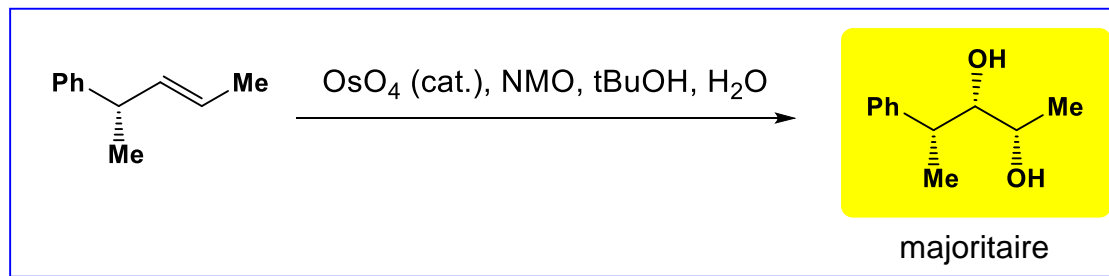 Ph
Me
Me
OsO₄ (cat.), NMO, tBuOH, H₂O
OH
Ph
Me
Me
OH
majoritaire